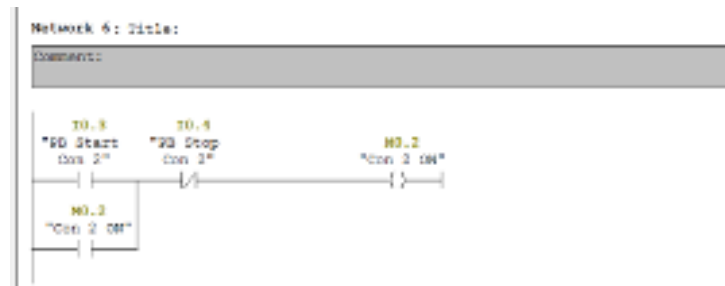 Network 6: Title:
Comment:
I0.3
"PB Start
Con 2"
I0.4
"PB Stop
Con 2"
M0.2
"Con 2 ON"
M0.2
"Con 2 ON"